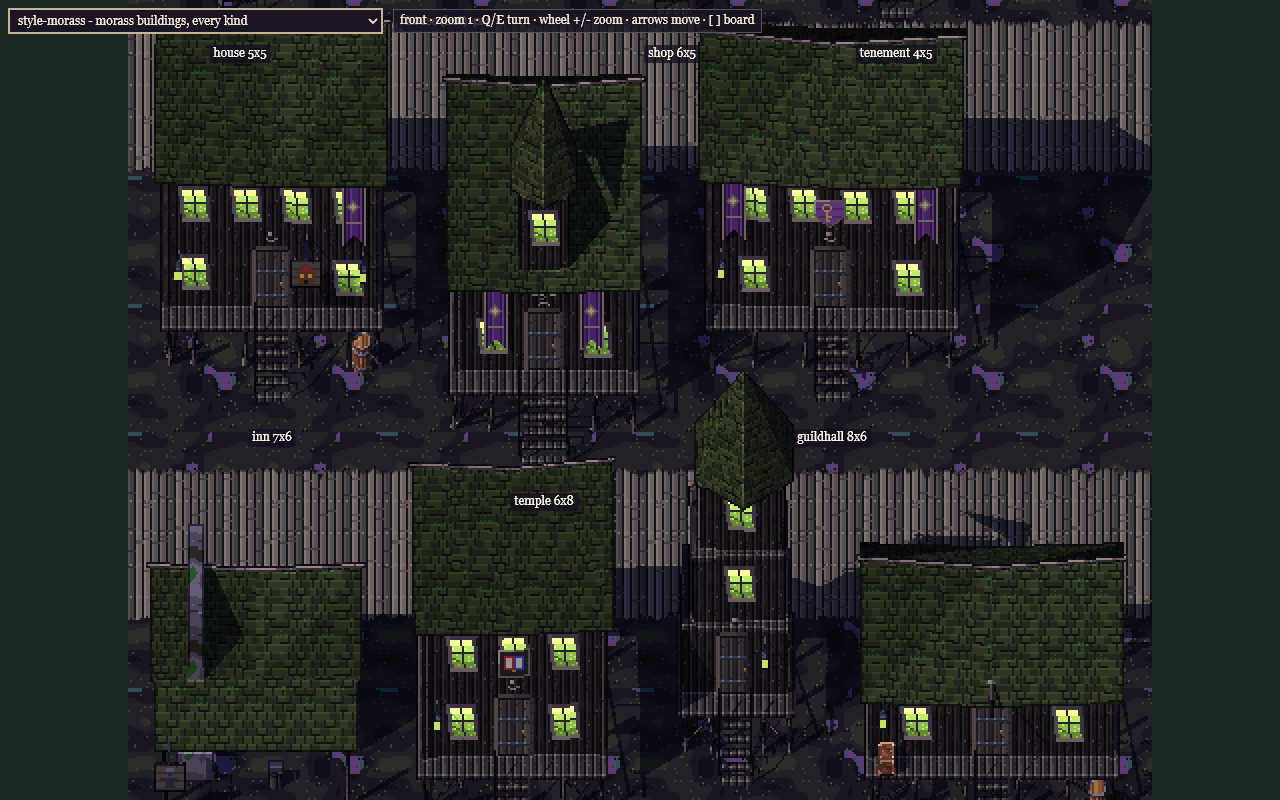 style-morass - morass buildings, every kind
front · zoom 1 · Q/E turn · wheel +/- zoom · arrows move · [ ] board
house 5x5
shop 6x5
tenement 4x5
inn 7x6
guildhall 8x6
temple 6x8